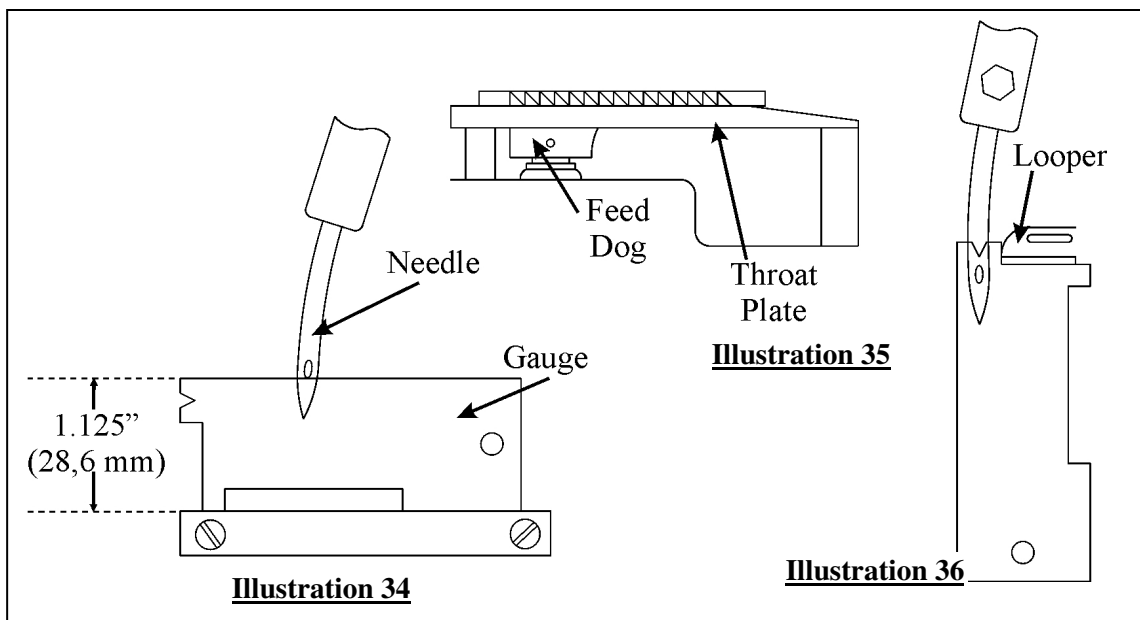 Looper
Feed
Dog
Needle
Throat
Plate
Illustration 35
Gauge
1.125”
(28,6 mm)
Illustration 36
Illustration 34